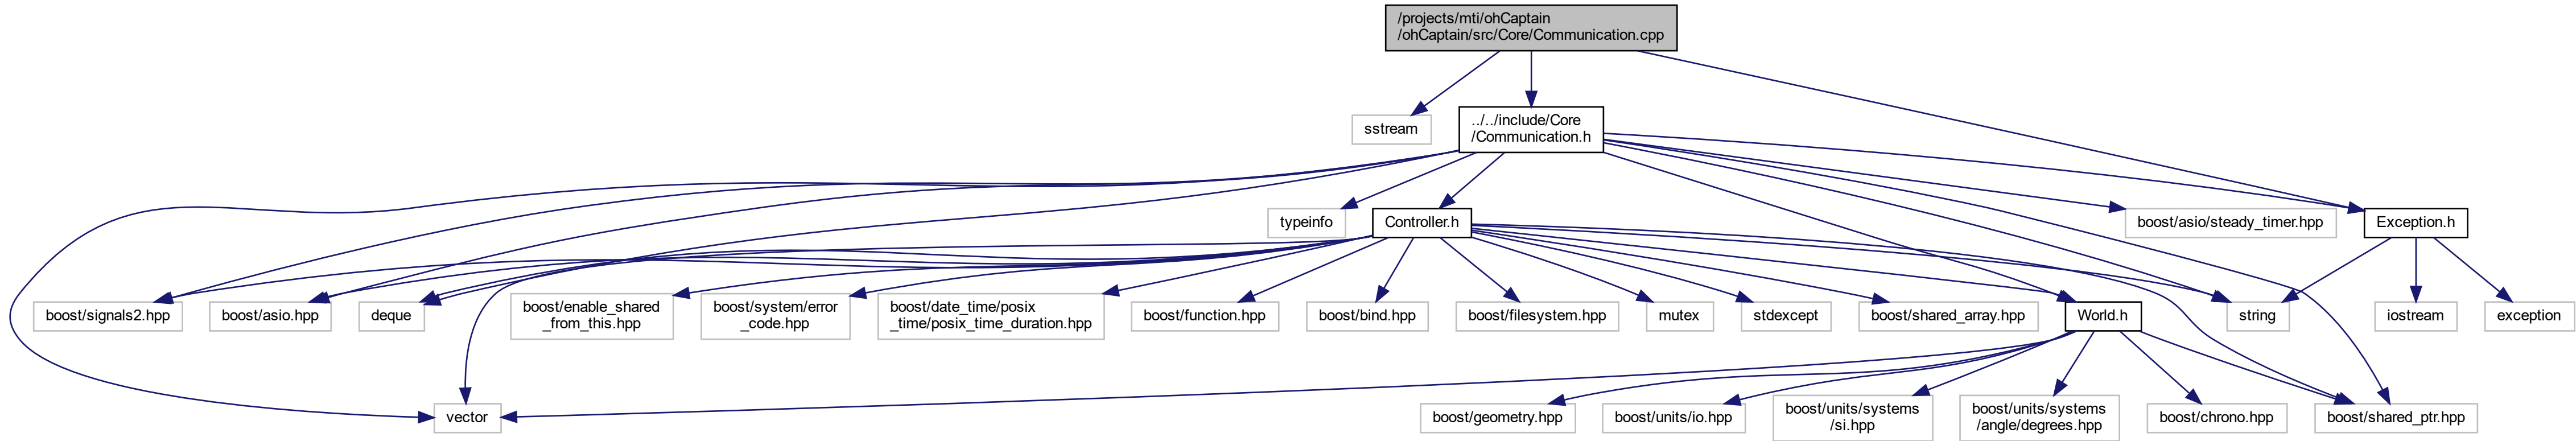 /projects/mti/ohCaptain
/ohCaptain/src/Core/Communication.cpp
sstream
../../include/Core
/Communication.h
typeinfo
Controller.h
boost/asio/steady_timer.hpp
Exception.h
boost/signals2.hpp
boost/asio.hpp
deque
boost/enable_shared
_from_this.hpp
boost/system/error
_code.hpp
boost/date_time/posix
_time/posix_time_duration.hpp
boost/function.hpp
boost/bind.hpp
boost/filesystem.hpp
mutex
stdexcept
boost/shared_array.hpp
World.h
string
iostream
exception
vector
boost/geometry.hpp
boost/units/io.hpp
boost/units/systems
/si.hpp
boost/units/systems
/angle/degrees.hpp
boost/chrono.hpp
boost/shared_ptr.hpp